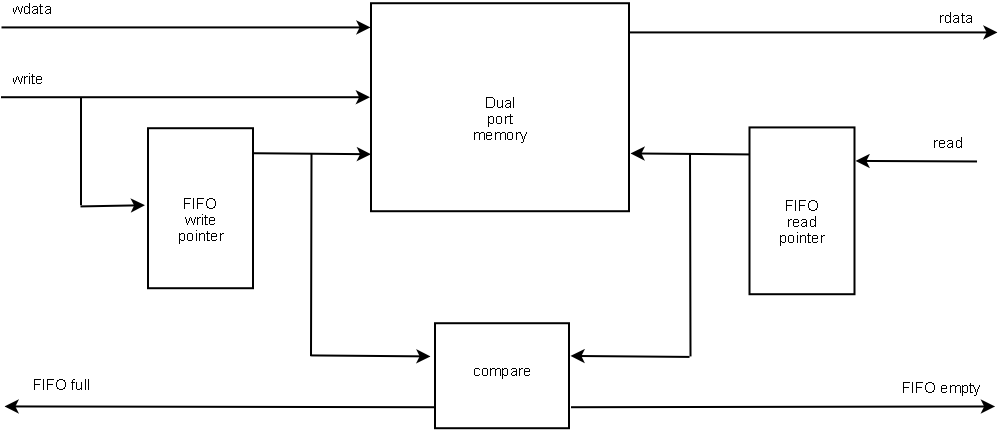 wdata
rdata
write
Dual
port
memory
read
FIFO
write
pointer
FIFO
read
pointer
compare
FIFO full
FIFO empty